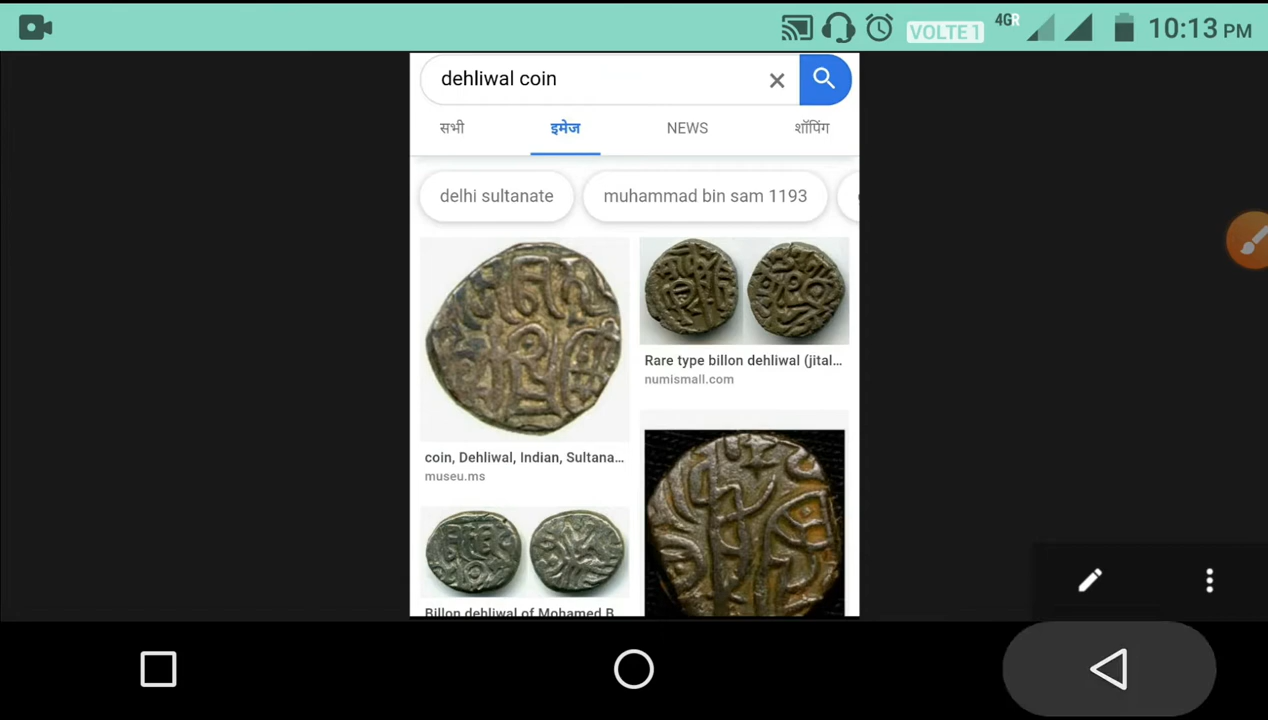 VOLTE 1 4GR 10:13 PM
dehliwal coin
सभी इमेज NEWS शॉपिंग
delhi sultanate muhammad bin sam 1193
Rare type billon dehliwal (jital...
numismall.com
coin, Dehliwal, Indian, Sultana...
museu.ms
Billon dehliwal of Mohamed B